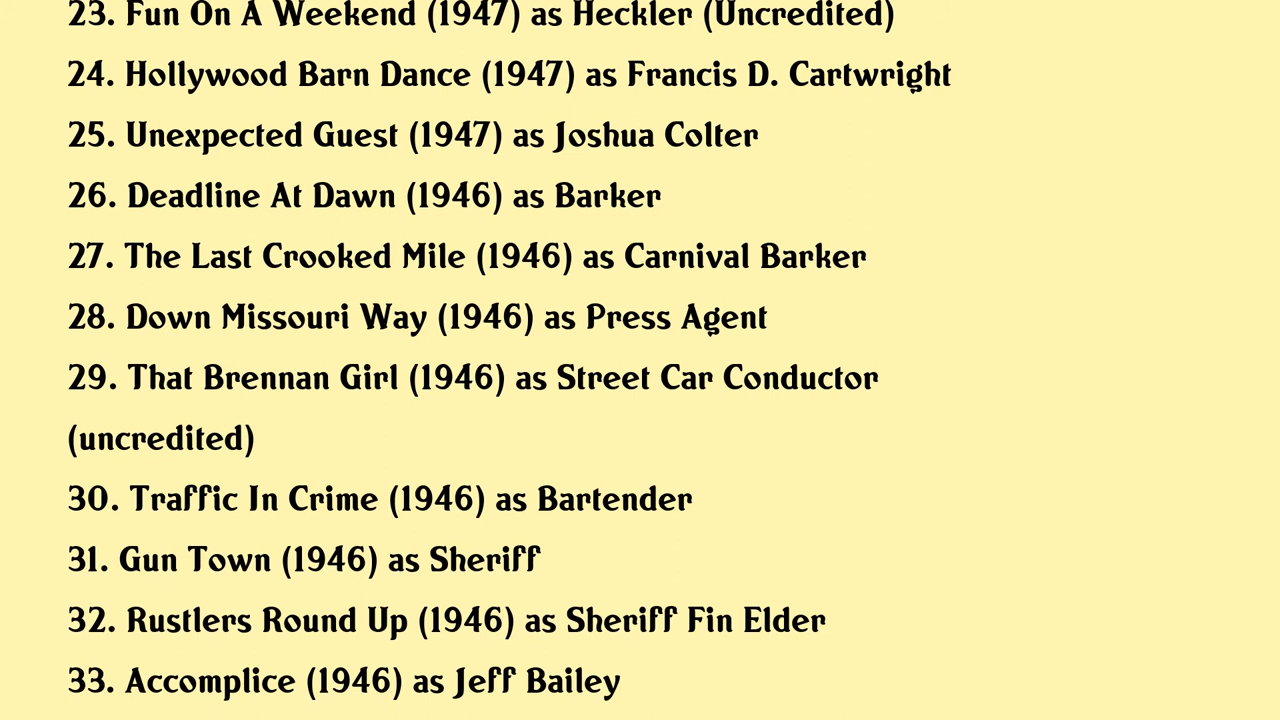 23. Fun On A Weekend (1947) as Heckler (Uncredited)
24. Hollywood Barn Dance (1947) as Francis D. Cartwright
25. Unexpected Guest (1947) as Joshua Colter
26. Deadline At Dawn (1946) as Barker
27. The Last Crooked Mile (1946) as Carnival Barker
28. Down Missouri Way (1946) as Press Agent
29. That Brennan Girl (1946) as Street Car Conductor
(uncredited)
30. Traffic In Crime (1946) as Bartender
31. Gun Town (1946) as Sheriff
32. Rustlers Round Up (1946) as Sheriff Fin Elder
33. Accomplice (1946) as Jeff Bailey